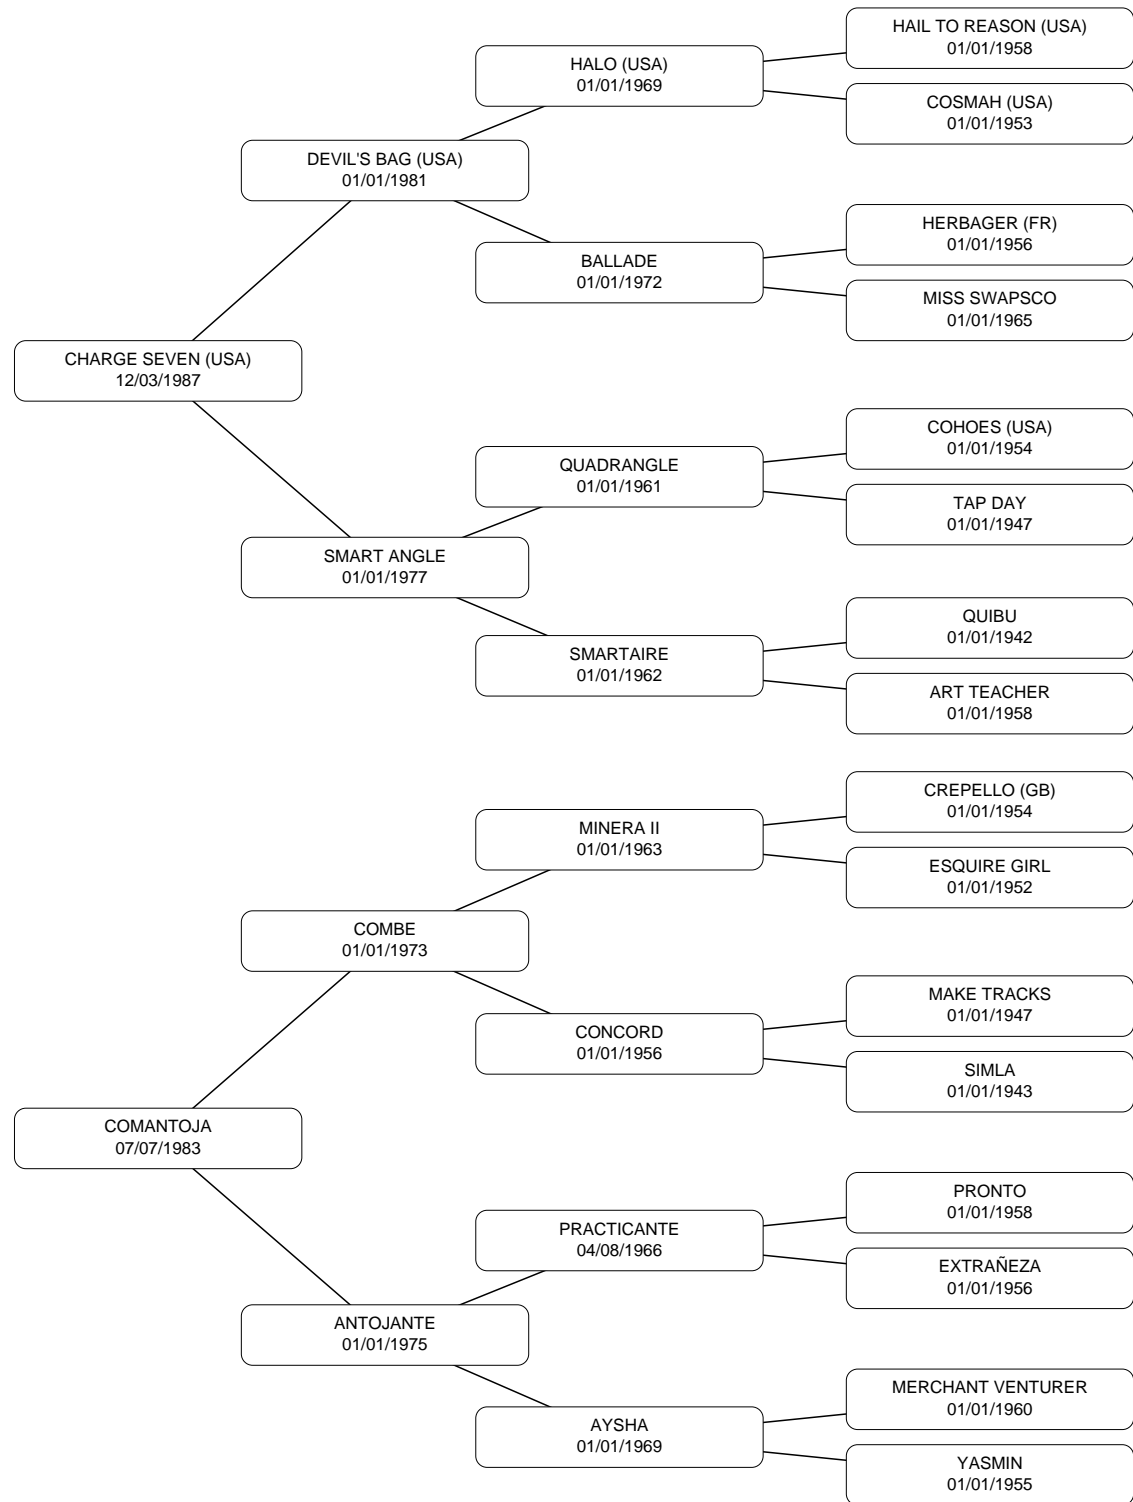 HAIL TO REASON (USA)
01/01/1958
HALO (USA)
01/01/1969
COSMAH (USA)
01/01/1953
DEVIL'S BAG (USA)
01/01/1981
HERBAGER (FR)
01/01/1956
BALLADE
01/01/1972
MISS SWAPSCO
01/01/1965
CHARGE SEVEN (USA)
12/03/1987
COHOES (USA)
01/01/1954
QUADRANGLE
01/01/1961
TAP DAY
01/01/1947
SMART ANGLE
01/01/1977
QUIBU
01/01/1942
SMARTAIRE
01/01/1962
ART TEACHER
01/01/1958
CREPELLO (GB)
01/01/1954
MINERA II
01/01/1963
ESQUIRE GIRL
01/01/1952
COMBE
01/01/1973
MAKE TRACKS
01/01/1947
CONCORD
01/01/1956
SIMLA
01/01/1943
COMANTOJA
07/07/1983
PRONTO
01/01/1958
PRACTICANTE
04/08/1966
EXTRAÑEZA
01/01/1956
ANTOJANTE
01/01/1975
MERCHANT VENTURER
01/01/1960
AYSHA
01/01/1969
YASMIN
01/01/1955